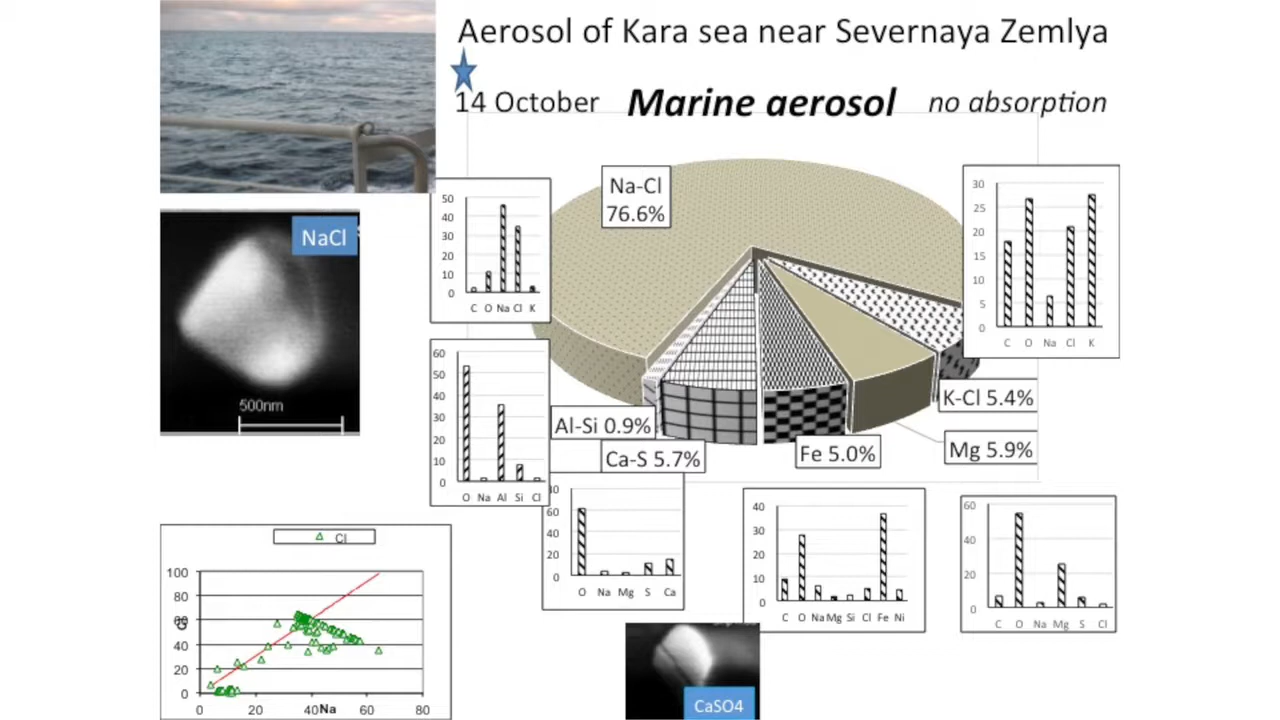 Aerosol of Kara sea near Severnaya Zemlya
14 October Marine aerosol no absorption
NaCl
500nm
Na-Cl
76.6%
50
40
30
20
10
0
C O Na Cl K
30
25
20
15
10
5
0
C O Na Cl K
60
50
40
30
20
10
0
O Na Al Si Cl
Al-Si 0.9%
Ca-S 5.7%
Fe 5.0%
K-Cl 5.4%
Mg 5.9%
60
40
20
0
O Na Mg S Ca
40
30
20
10
0
C O Na Mg Si Cl Fe Ni
60
40
20
0
C O Na Mg S Cl
Cl
100
80
60
40
20
0
0 20 40 Na 60 80
CaSO4